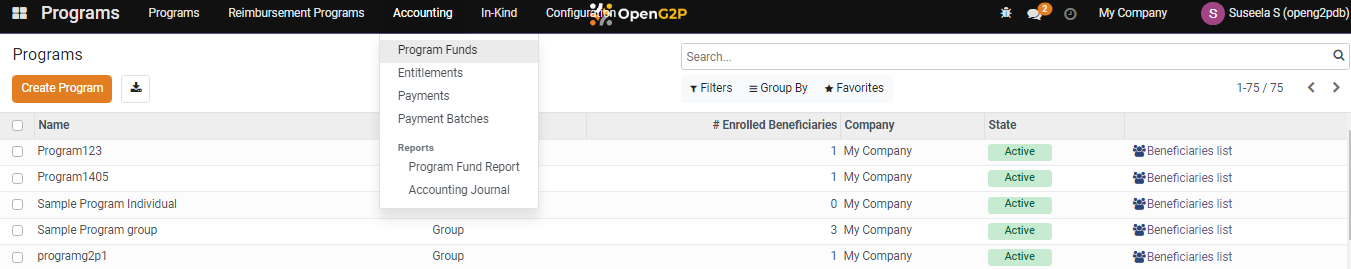 Programs Programs Reimbursement Programs Accounting In-Kind Configuration OpenG2P 2 My Company S Suseela S (openg2pdb)
Programs Program Funds Search...
Create Program Entitlements Filters Group By Favorites 1-75 / 75
Payments
Payment Batches
Name # Enrolled Beneficiaries Company State
Reports
Program123 1 My Company Active Beneficiaries list
Program Fund Report
Program1405 1 My Company Active Beneficiaries list
Accounting Journal
Sample Program Individual 0 My Company Active Beneficiaries list
Sample Program group Group 3 My Company Active Beneficiaries list
programg2p1 Group 1 My Company Active Beneficiaries list